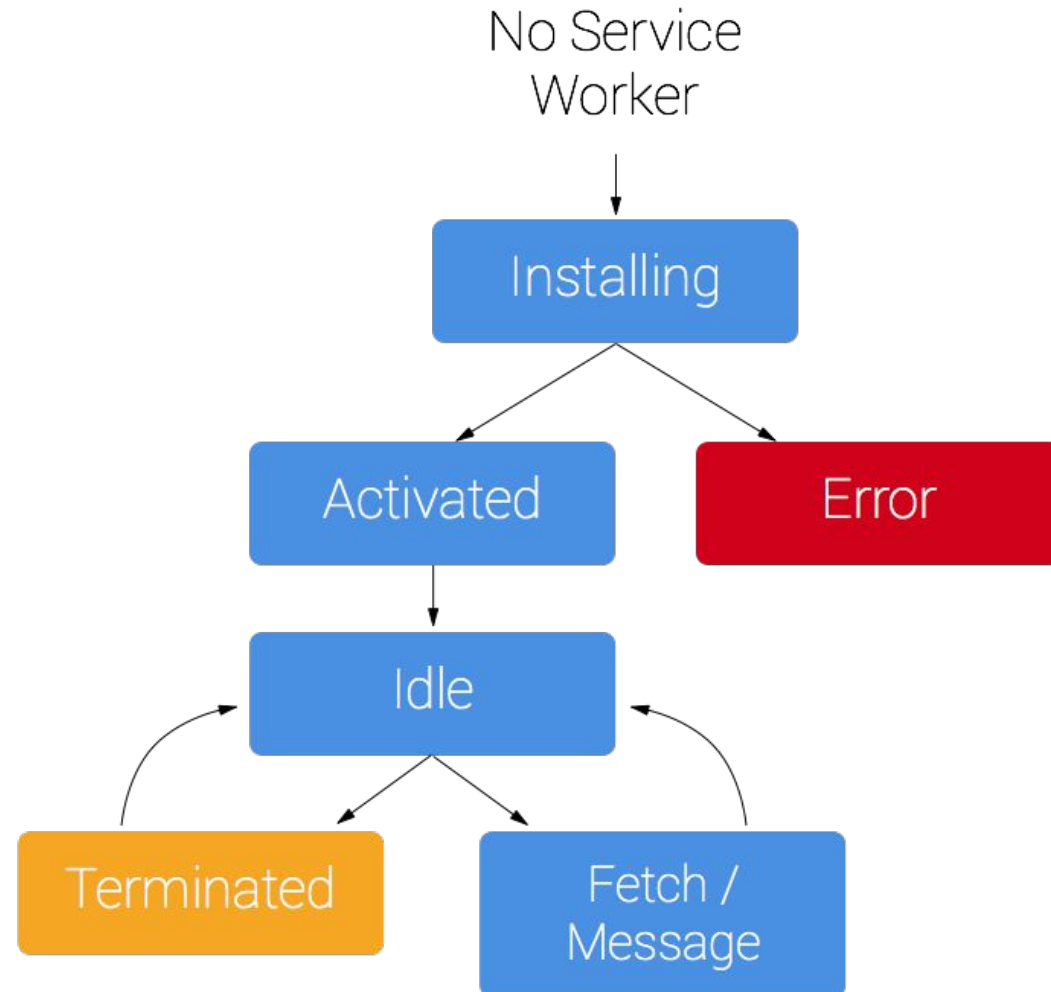 No Service
Worker
Installing
Activated
Error
Idle
Terminated
Fetch /
Message